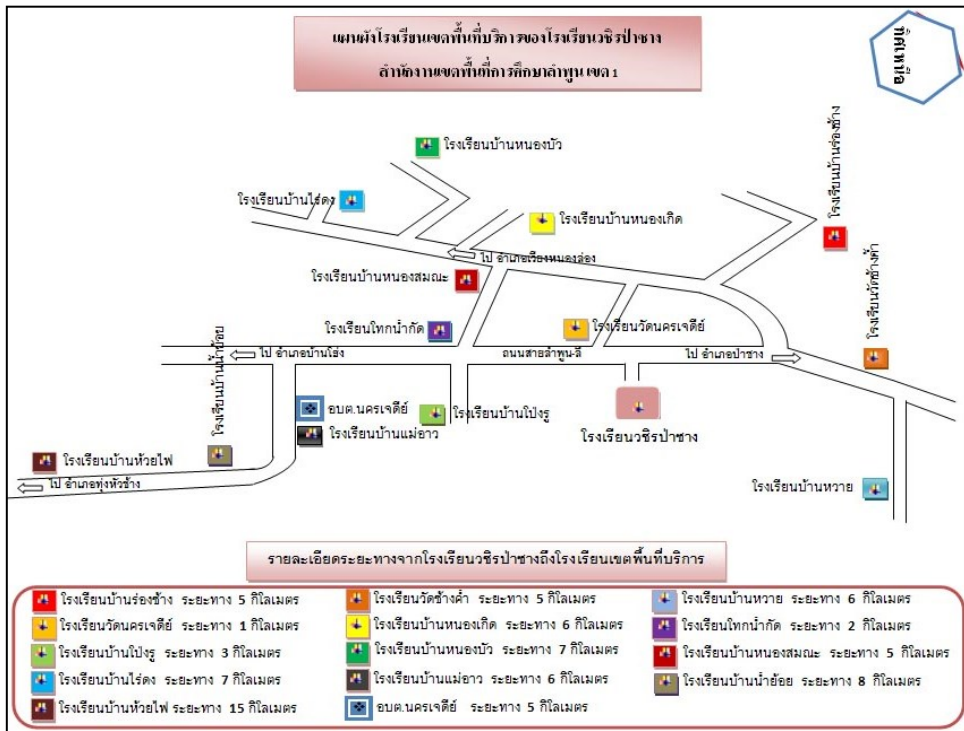 แผนผังโรงเรียนเขตพื้นที่บริการของโรงเรียนวชิรป่าซาง
สำนักงานเขตพื้นที่การศึกษาลำพูน เขต 1
ทิศเหนือ
โรงเรียนบ้านหนองบัว
โรงเรียนบ้านร่องช้าง
โรงเรียนบ้านไร่ดง
โรงเรียนบ้านหนองเกิด
ไป อำเภอเวียงหนองล่อง
โรงเรียนบ้านหนองสมณะ
โรงเรียนวัดช้างค้ำ
โรงเรียนโทกน้ำกัด
โรงเรียนวัดนครเจดีย์
โรงเรียนบ้านน้ำย้อย
ไป อำเภอบ้านโฮ่ง
ถนนสายลำพูน-ลี้
ไป อำเภอป่าซาง
อบต.นครเจดีย์
โรงเรียนบ้านโป่งรู
โรงเรียนบ้านแม่อาว
โรงเรียนวชิรป่าซาง
โรงเรียนบ้านห้วยไฟ
ไป อำเภอทุ่งหัวช้าง
โรงเรียนบ้านหวาย
รายละเอียดระยะทางจากโรงเรียนวชิรป่าซางถึงโรงเรียนเขตพื้นที่บริการ
โรงเรียนบ้านร่องช้าง ระยะทาง 5 กิโลเมตร
โรงเรียนวัดช้างค้ำ ระยะทาง 5 กิโลเมตร
โรงเรียนบ้านหวาย ระยะทาง 6 กิโลเมตร
โรงเรียนวัดนครเจดีย์ ระยะทาง 1 กิโลเมตร
โรงเรียนบ้านหนองเกิด ระยะทาง 6 กิโลเมตร
โรงเรียนโทกน้ำกัด ระยะทาง 2 กิโลเมตร
โรงเรียนบ้านโป่งรู ระยะทาง 3 กิโลเมตร
โรงเรียนบ้านหนองบัว ระยะทาง 7 กิโลเมตร
โรงเรียนบ้านหนองสมณะ ระยะทาง 5 กิโลเมตร
โรงเรียนบ้านไร่ดง ระยะทาง 7 กิโลเมตร
โรงเรียนบ้านแม่อาว ระยะทาง 6 กิโลเมตร
โรงเรียนบ้านน้ำย้อย ระยะทาง 8 กิโลเมตร
โรงเรียนบ้านห้วยไฟ ระยะทาง 15 กิโลเมตร
อบต.นครเจดีย์ ระยะทาง 5 กิโลเมตร